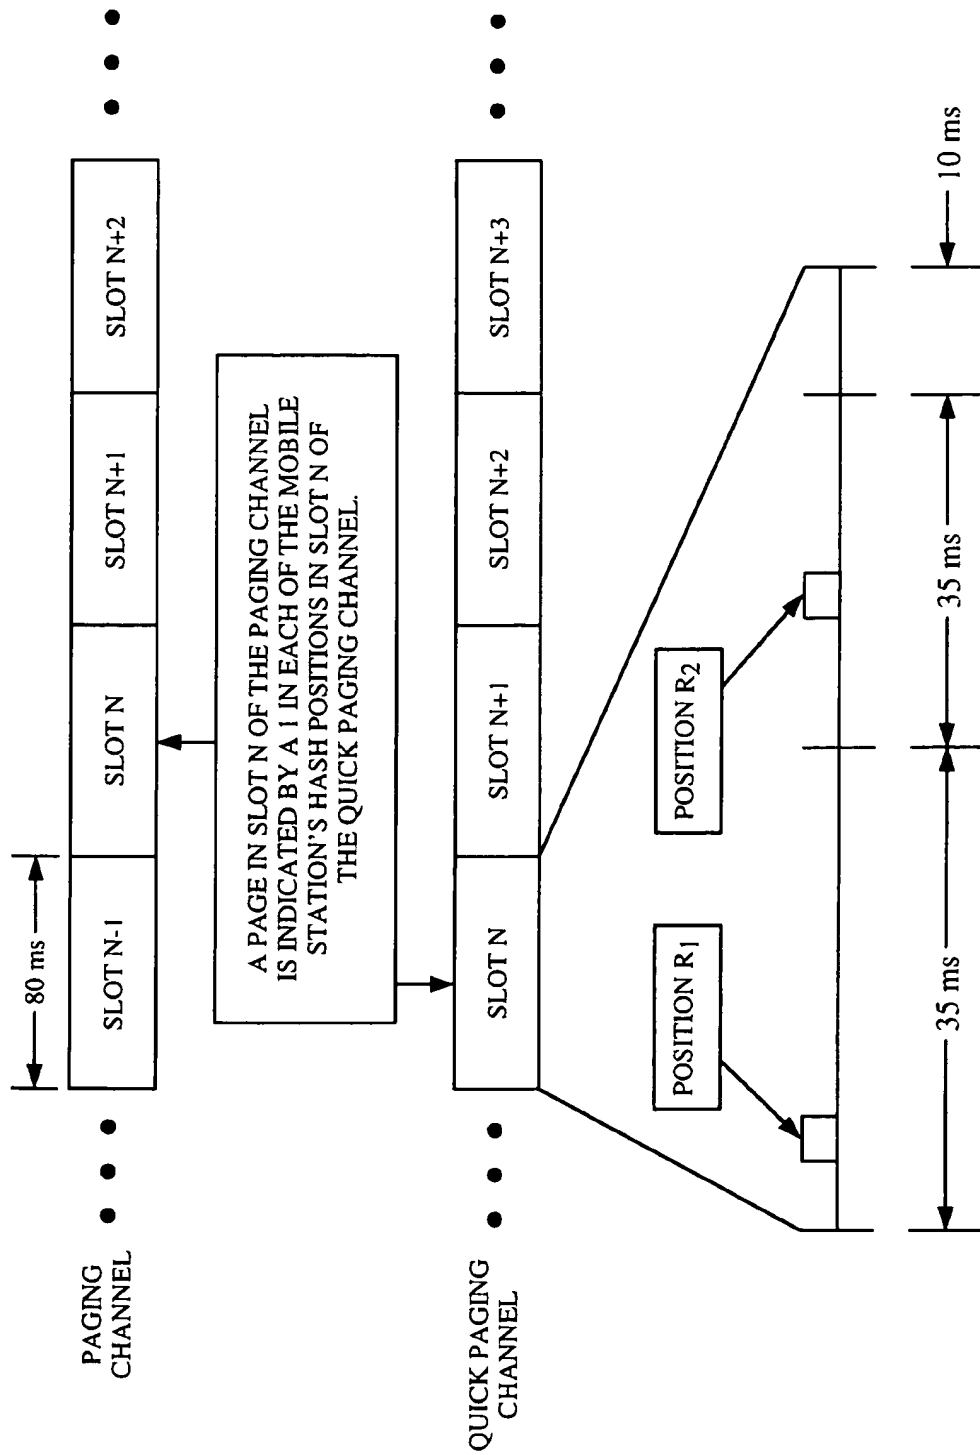 PAGING
CHANNEL
80 ms
SLOT N-1
SLOT N
SLOT N+1
SLOT N+2
A PAGE IN SLOT N OF THE PAGING CHANNEL
IS INDICATED BY A 1 IN EACH OF THE MOBILE
STATION'S HASH POSITIONS IN SLOT N OF
THE QUICK PAGING CHANNEL.
QUICK PAGING
CHANNEL
SLOT N
SLOT N+1
SLOT N+2
SLOT N+3
POSITION R1
POSITION R2
35 ms
35 ms
10 ms